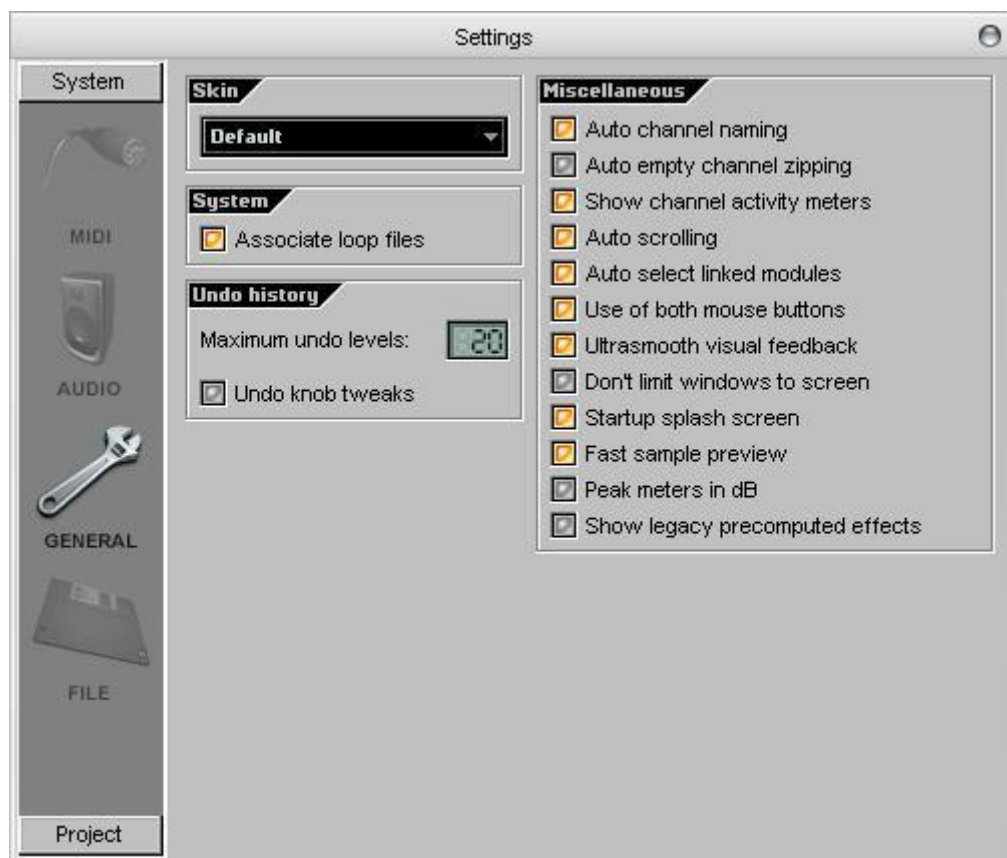 Settings
System
MIDI
AUDIO
GENERAL
FILE
Project
Skin
Default
System
Associate loop files
Undo history
Maximum undo levels: 20
Undo knob tweaks
Miscellaneous
Auto channel naming
Auto empty channel zipping
Show channel activity meters
Auto scrolling
Auto select linked modules
Use of both mouse buttons
Ultrasmooth visual feedback
Don't limit windows to screen
Startup splash screen
Fast sample preview
Peak meters in dB
Show legacy precomputed effects